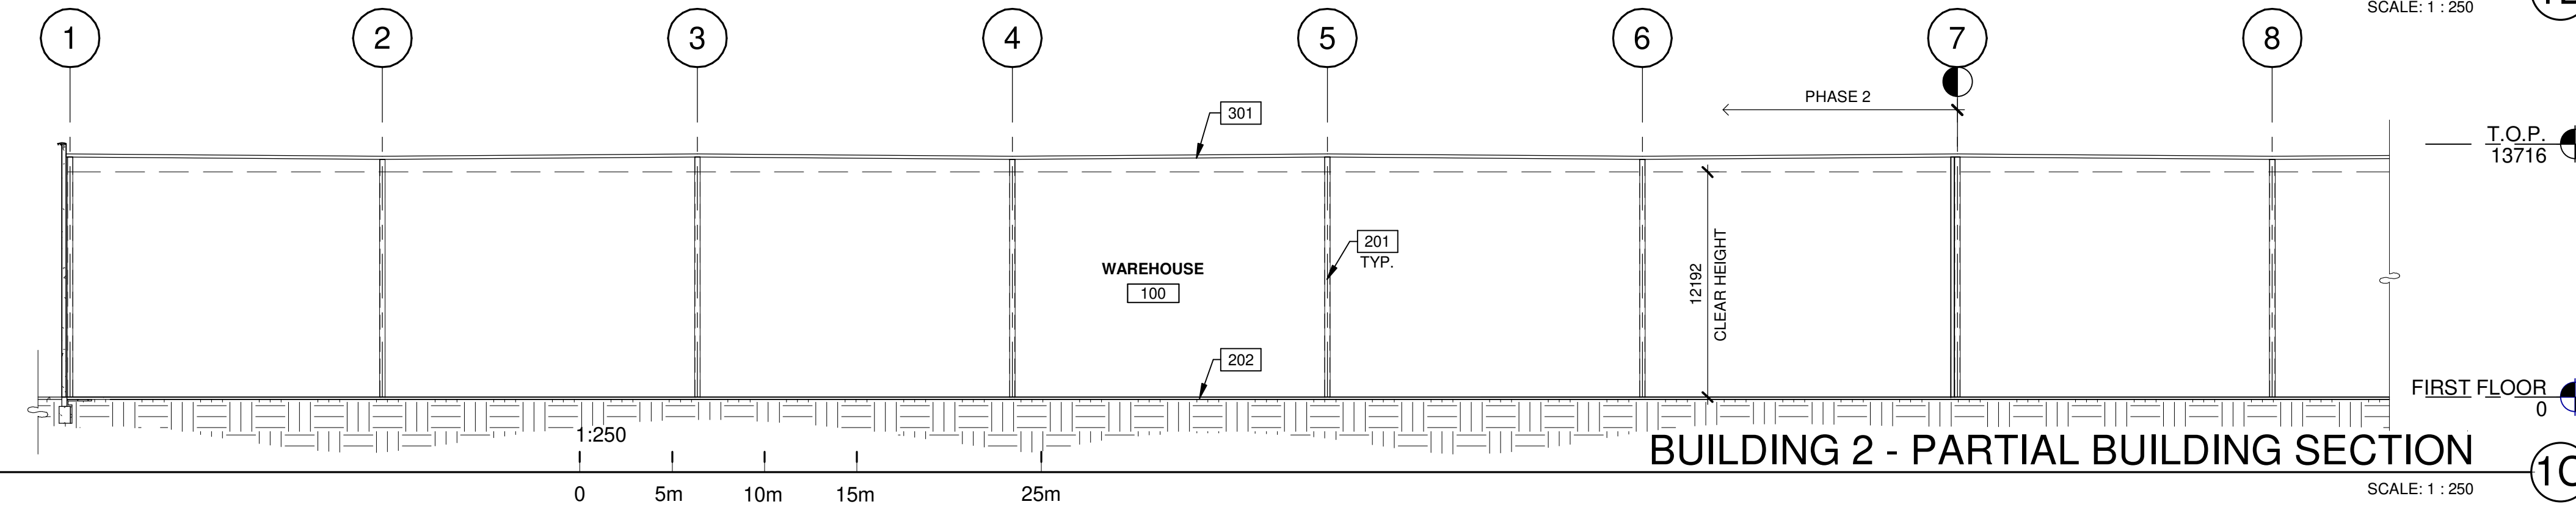 SCALE: 1 : 250
1 2 3 4 5 6 7 8
PHASE 2
301
T.O.P.
13716
201
TYP.
WAREHOUSE
100
12192
CLEAR HEIGHT
202
FIRST FLOOR
0
1:250
BUILDING 2 - PARTIAL BUILDING SECTION
0 5m 10m 15m 25m
SCALE: 1 : 250